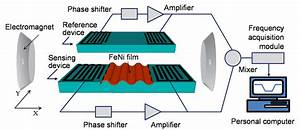 Phase shifter
Amplifier
Electromagnet
Reference
device
Frequency
acquisition
module
FeNi film
Sensing
device
Mixer
Y
X
Phase shifter
Amplifier
Personal computer